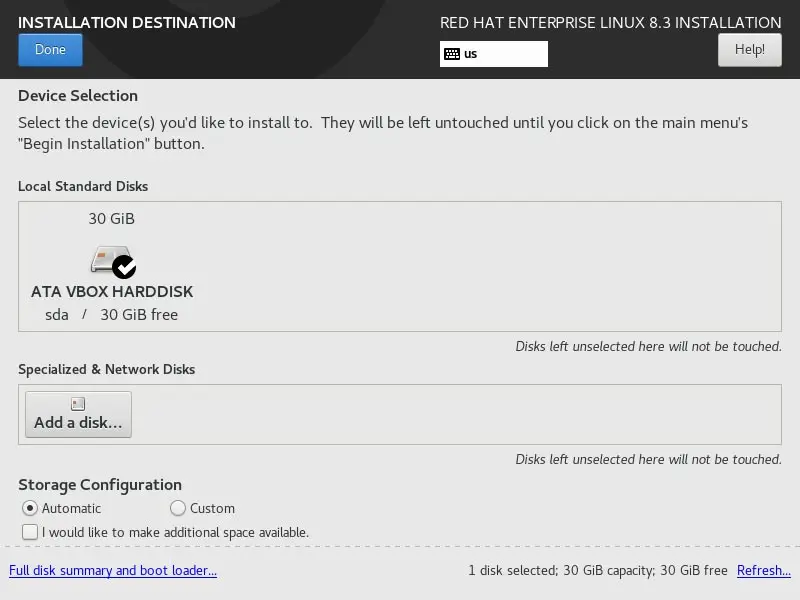 INSTALLATION DESTINATION
RED HAT ENTERPRISE LINUX 8.3 INSTALLATION
Done
us
Help!
Device Selection
Select the device(s) you'd like to install to.  They will be left untouched until you click on the main menu's
"Begin Installation" button.
Local Standard Disks
30 GiB
ATA VBOX HARDDISK
sda / 30 GiB free
Disks left unselected here will not be touched.
Specialized & Network Disks
Add a disk...
Disks left unselected here will not be touched.
Storage Configuration
Automatic
Custom
I would like to make additional space available.
Full disk summary and boot loader...
1 disk selected; 30 GiB capacity; 30 GiB free
Refresh...